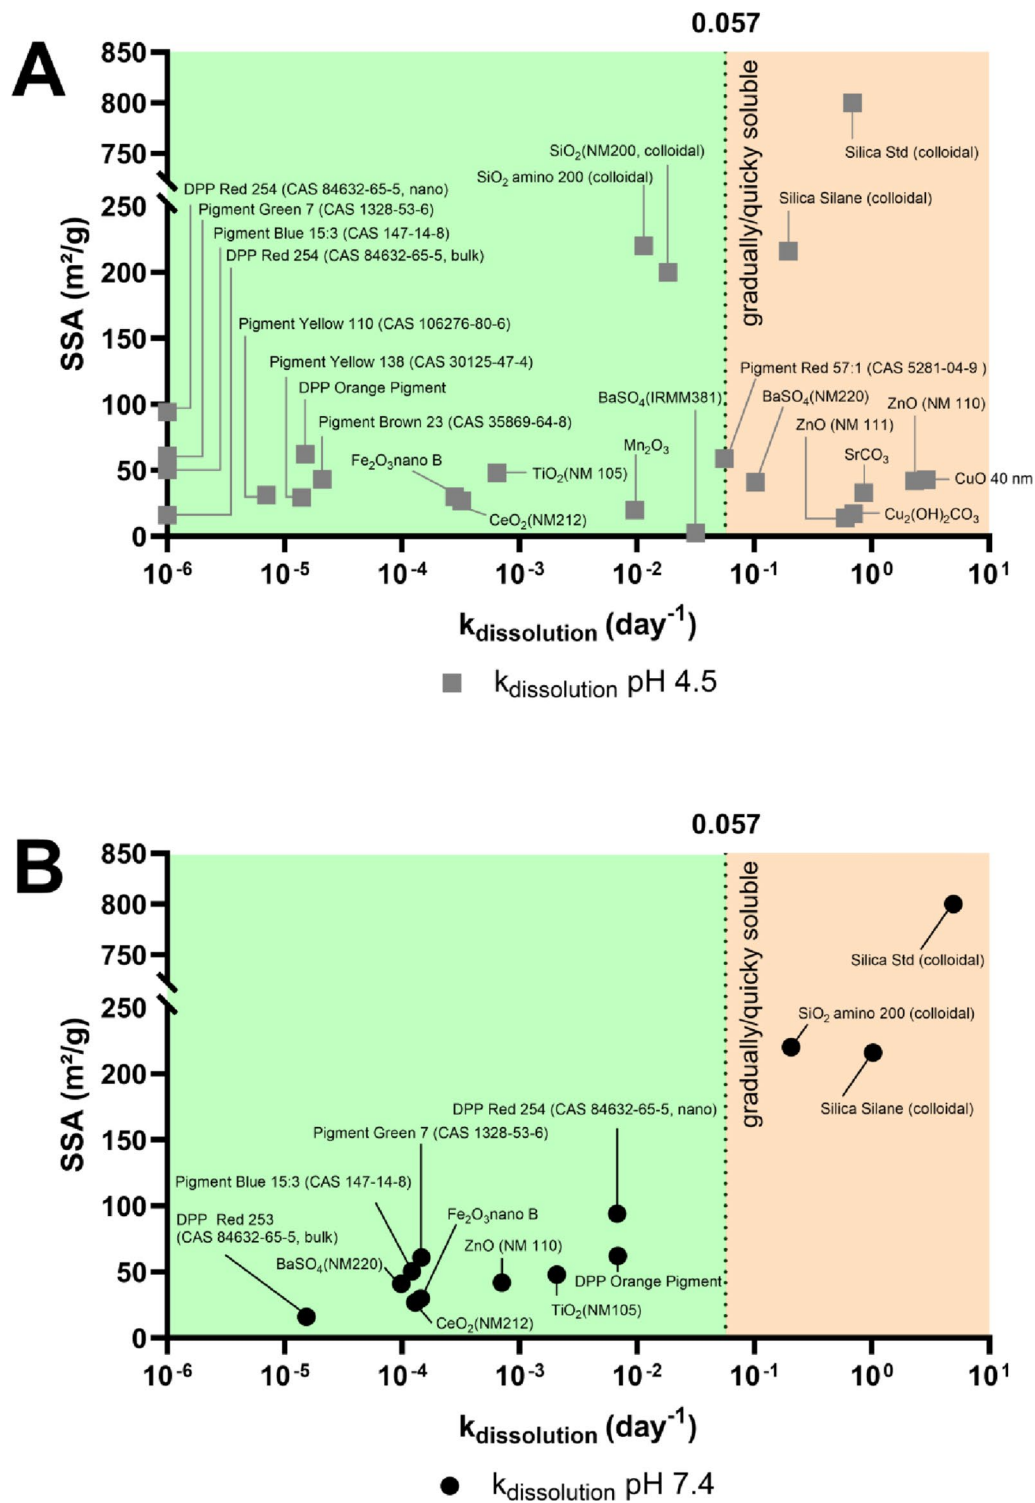 0.057
A
850
800
750
250
200
150
100
50
0
SSA (m²/g)
gradually/quicky soluble
Silica Std (colloidal)
SiO₂(NM200, colloidal)
SiO₂ amino 200 (colloidal)
Silica Silane (colloidal)
DPP Red 254 (CAS 84632-65-5, nano)
Pigment Green 7 (CAS 1328-53-6)
Pigment Blue 15:3 (CAS 147-14-8)
DPP Red 254 (CAS 84632-65-5, bulk)
Pigment Yellow 110 (CAS 106276-80-6)
Pigment Yellow 138 (CAS 30125-47-4)
DPP Orange Pigment
Pigment Brown 23 (CAS 35869-64-8)
Pigment Red 57:1 (CAS 5281-04-9 )
BaSO₄(IRMM381)
BaSO₄(NM220)
ZnO (NM 110)
ZnO (NM 111)
Fe₂O₃nano B
TiO₂(NM 105)
Mn₂O₃
SrCO₃
CuO 40 nm
CeO₂(NM212)
Cu₂(OH)₂CO₃
10⁻⁶ 10⁻⁵ 10⁻⁴ 10⁻³ 10⁻² 10⁻¹ 10⁰ 10¹
k dissolution (day⁻¹)
k dissolution pH 4.5
0.057
B
850
800
750
250
200
150
100
50
0
SSA (m²/g)
gradually/quicky soluble
Silica Std (colloidal)
SiO₂ amino 200 (colloidal)
Silica Silane (colloidal)
DPP Red 254 (CAS 84632-65-5, nano)
Pigment Green 7 (CAS 1328-53-6)
Pigment Blue 15:3 (CAS 147-14-8)
DPP Red 253
(CAS 84632-65-5, bulk)
Fe₂O₃nano B
BaSO₄(NM220)
ZnO (NM 110)
DPP Orange Pigment
TiO₂(NM105)
CeO₂(NM212)
10⁻⁶ 10⁻⁵ 10⁻⁴ 10⁻³ 10⁻² 10⁻¹ 10⁰ 10¹
k dissolution (day⁻¹)
k dissolution pH 7.4